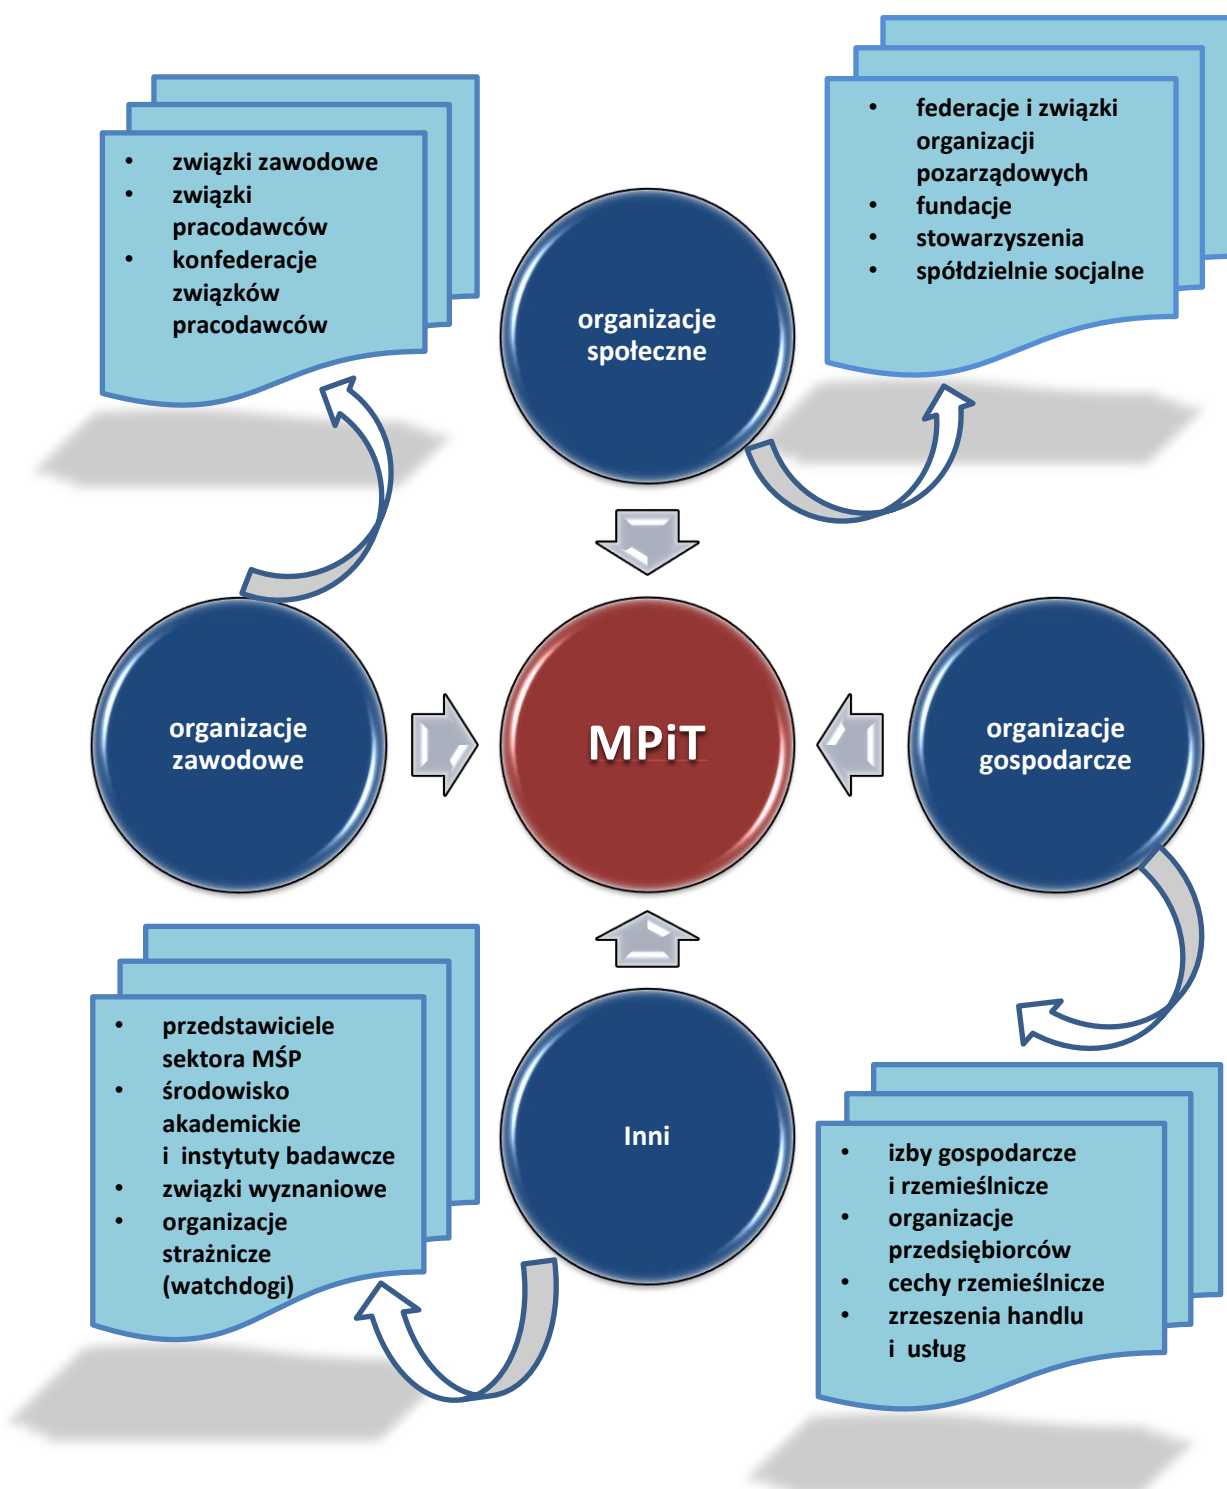 • związki zawodowe
• związki
pracodawców
• konfederacje
związków
pracodawców
• federacje i związki
organizacji
pozarządowych
• fundacje
• stowarzyszenia
• spółdzielnie socjalne
organizacje
społeczne
organizacje
zawodowe
MPiT
organizacje
gospodarcze
• przedstawiciele
sektora MŚP
• środowisko
akademickie
i instytuty badawcze
• związki wyznaniowe
• organizacje
strażnicze
(watchdogi)
Inni
• izby gospodarcze
i rzemieślnicze
• organizacje
przedsiębiorców
• cechy rzemieślnicze
• zrzeszenia handlu
i usług